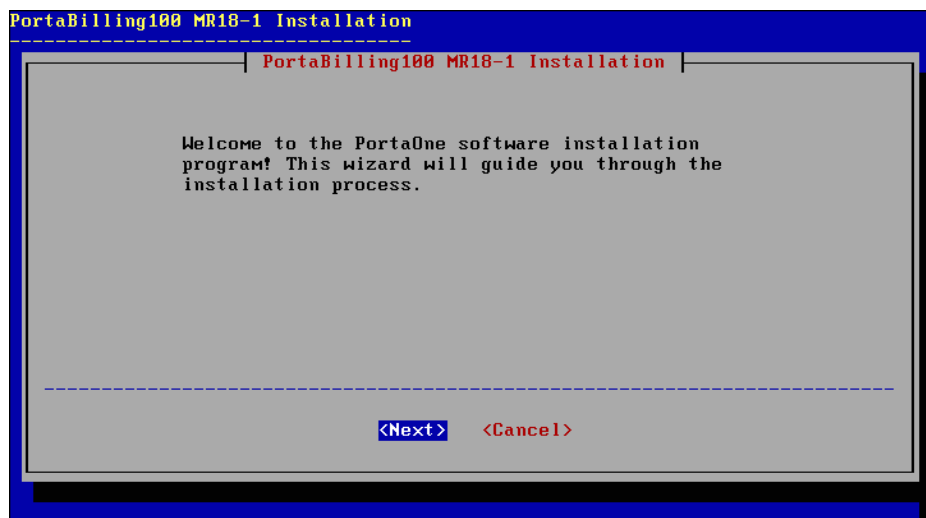 PortaBilling100 MR18-1 Installation
PortaBilling100 MR18-1 Installation
Welcome to the PortaOne software installation
program! This wizard will guide you through the
installation process.
<Next> <Cancel>